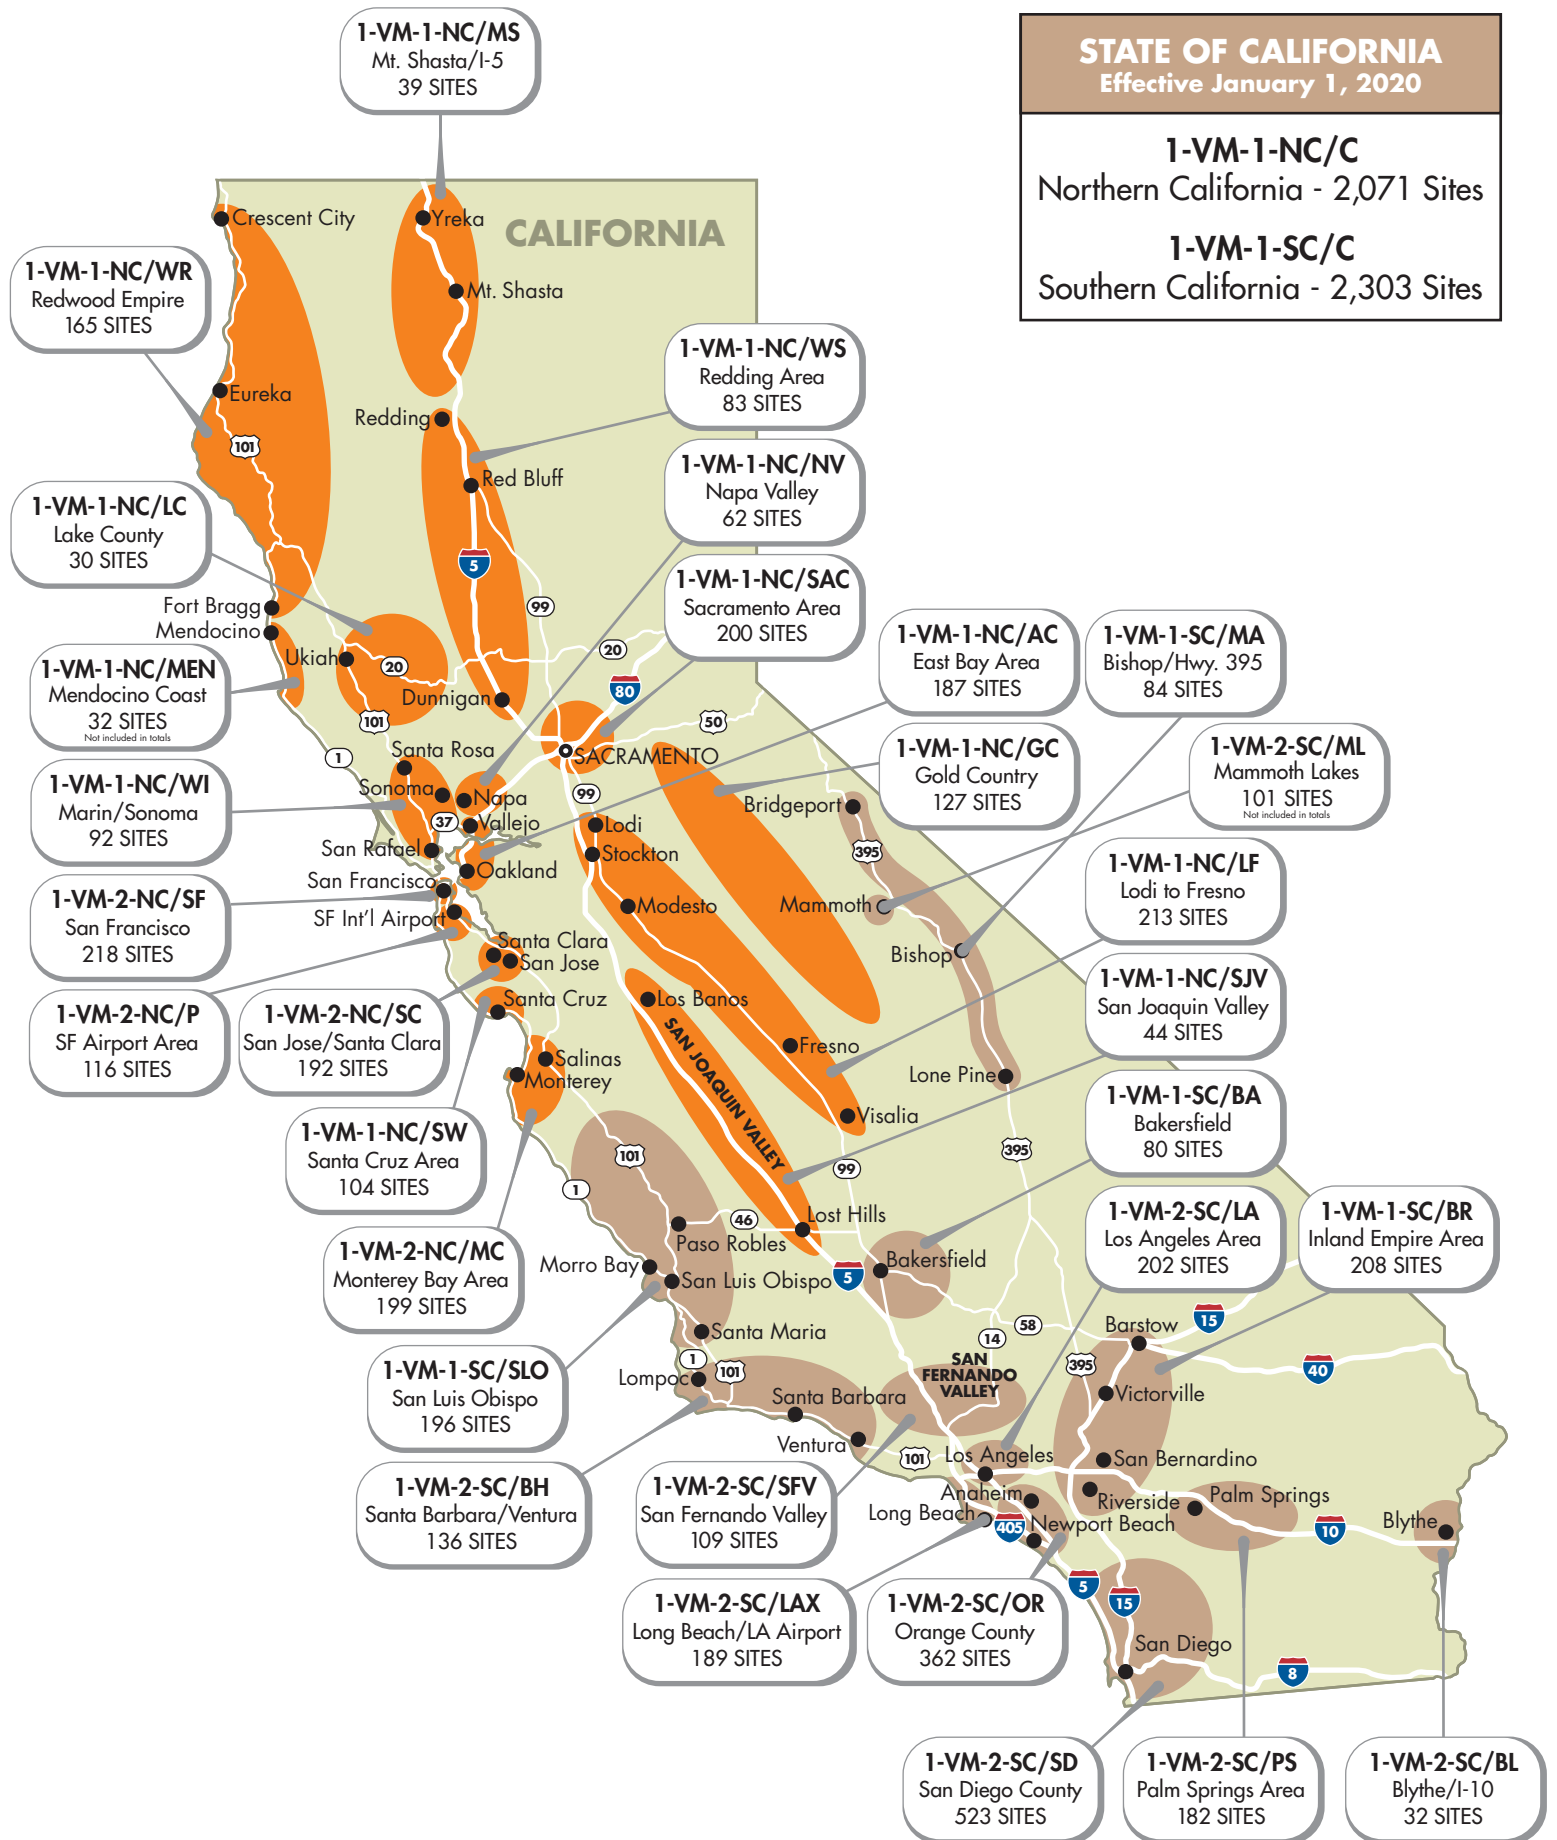 1-VM-1-NC/MS
Mt. Shasta/I-5
39 SITES
STATE OF CALIFORNIA
Effective January 1, 2020
1-VM-1-NC/C
Northern California - 2,071 Sites
1-VM-1-SC/C
Southern California - 2,303 Sites
CALIFORNIA
Crescent City
Yreka
1-VM-1-NC/WR
Redwood Empire
165 SITES
Mt. Shasta
1-VM-1-NC/WS
Redding Area
83 SITES
Eureka
Redding
101
1-VM-1-NC/NV
Napa Valley
62 SITES
Red Bluff
1-VM-1-NC/LC
Lake County
30 SITES
5
99
1-VM-1-NC/SAC
Sacramento Area
200 SITES
Fort Bragg
Mendocino
1-VM-1-NC/AC
East Bay Area
187 SITES
1-VM-1-SC/MA
Bishop/Hwy. 395
84 SITES
Ukiah
20
20
1-VM-1-NC/MEN
Mendocino Coast
32 SITES
Not included in totals
Dunnigan
80
101
50
1
Santa Rosa
SACRAMENTO
1-VM-1-NC/GC
Gold Country
127 SITES
1-VM-2-SC/ML
Mammoth Lakes
101 SITES
Not included in totals
1-VM-1-NC/WI
Marin/Sonoma
92 SITES
Sonoma
Napa
99
Bridgeport
37
Vallejo
Lodi
San Rafael
Stockton
395
1-VM-1-NC/LF
Lodi to Fresno
213 SITES
Oakland
San Francisco
1-VM-2-NC/SF
San Francisco
218 SITES
SF Int'l Airport
Modesto
Mammoth
Santa Clara
San Jose
Bishop
1-VM-1-NC/SJV
San Joaquin Valley
44 SITES
1-VM-2-NC/P
SF Airport Area
116 SITES
1-VM-2-NC/SC
San Jose/Santa Clara
192 SITES
Santa Cruz
Los Banos
SAN JOAQUIN VALLEY
Fresno
Salinas
Monterey
Lone Pine
1-VM-1-SC/BA
Bakersfield
80 SITES
Visalia
1-VM-1-NC/SW
Santa Cruz Area
104 SITES
101
1
99
395
1-VM-2-SC/LA
Los Angeles Area
202 SITES
1-VM-1-SC/BR
Inland Empire Area
208 SITES
46
Lost Hills
Paso Robles
1-VM-2-NC/MC
Monterey Bay Area
199 SITES
Morro Bay
San Luis Obispo
5
Bakersfield
Santa Maria
14
58
Barstow
15
1-VM-1-SC/SLO
San Luis Obispo
196 SITES
1
101
Lompoc
SAN
FERNANDO
VALLEY
395
40
Santa Barbara
Victorville
Ventura
101
Los Angeles
San Bernardino
1-VM-2-SC/BH
Santa Barbara/Ventura
136 SITES
1-VM-2-SC/SFV
San Fernando Valley
109 SITES
Anaheim
Riverside
Palm Springs
Long Beach
405
Newport Beach
10
Blythe
1-VM-2-SC/LAX
Long Beach/LA Airport
189 SITES
1-VM-2-SC/OR
Orange County
362 SITES
5
15
San Diego
8
1-VM-2-SC/SD
San Diego County
523 SITES
1-VM-2-SC/PS
Palm Springs Area
182 SITES
1-VM-2-SC/BL
Blythe/I-10
32 SITES